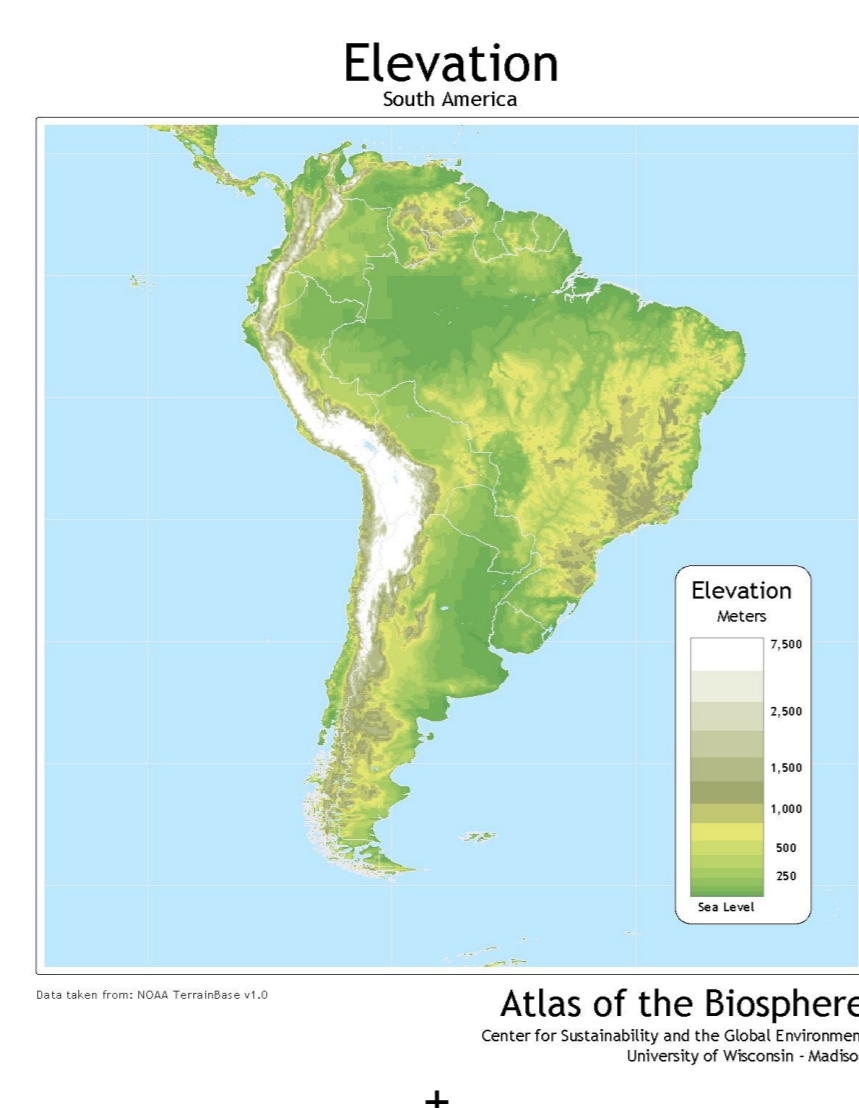 Elevation
South America
Elevation
Meters
7,500
2,500
1,500
1,000
500
250
Sea Level
Data taken from: NOAA TerrainBase v1.0
Atlas of the Biosphere
Center for Sustainability and the Global Environmen
University of Wisconsin - Madiso
+